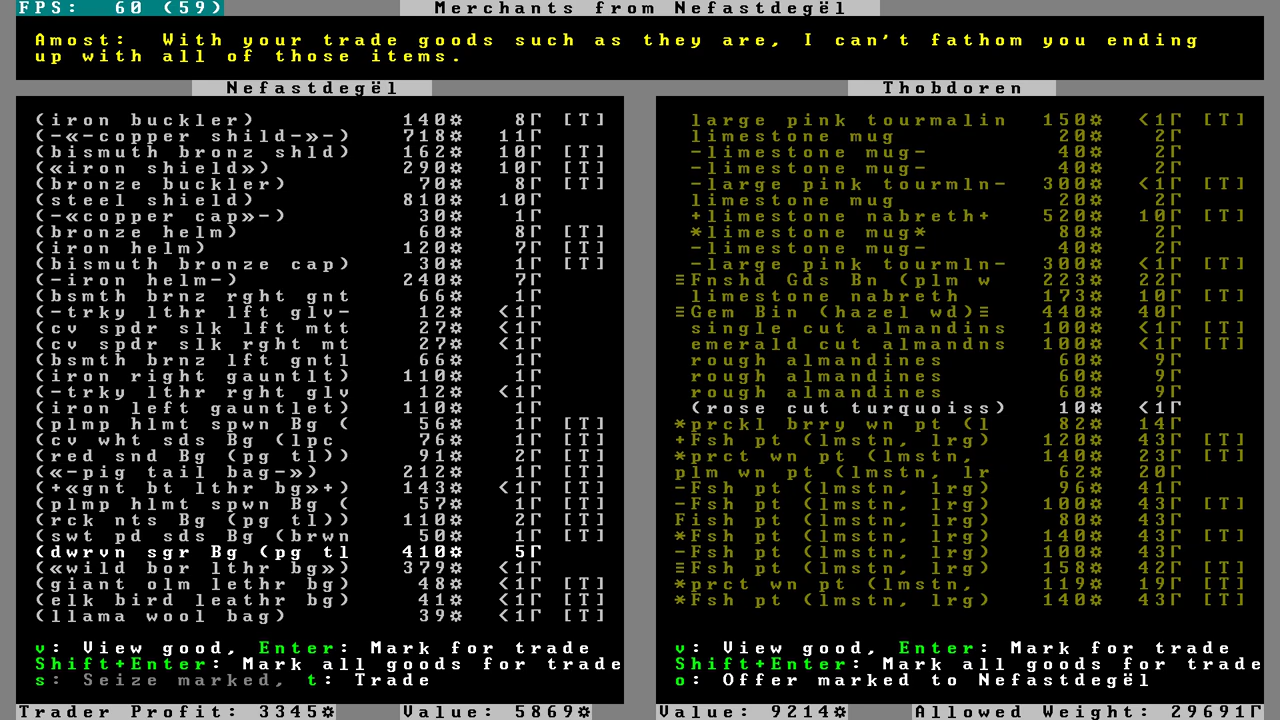 FPS: 60 (59) Merchants from Nefastdegël
Amost: With your trade goods such as they are, I can't fathom you ending
up with all of those items.
Nefastdegël
(iron buckler) 140☼ 8Γ [T]
(-«-copper shild-»-) 718☼ 11Γ
(bismuth bronz shld) 162☼ 10Γ [T]
(«iron shield») 290☼ 10Γ [T]
(bronze buckler) 70☼ 8Γ [T]
(steel shield) 810☼ 10Γ
(-«copper cap»-) 30☼ 1Γ
(bronze helm) 60☼ 8Γ [T]
(iron helm) 120☼ 7Γ [T]
(bismuth bronze cap) 30☼ 1Γ [T]
(-iron helm-) 240☼ 7Γ
(bsmth brnz rght gnt 66☼ 1Γ
(-trky lthr lft glv- 12☼ <1Γ
(cv spdr slk lft mtt 27☼ <1Γ
(cv spdr slk rght mt 27☼ <1Γ
(bsmth brnz lft gntl 66☼ 1Γ
(iron right gauntlt) 110☼ 1Γ
(-trky lthr rght glv 12☼ <1Γ
(iron left gauntlet) 110☼ 1Γ
(plmp hlmt spwn Bg ( 56☼ 1Γ [T]
(cv wht sds Bg (lpc 76☼ 1Γ [T]
(red snd Bg (pg tl)) 91☼ 2Γ [T]
(«-pig tail bag-») 212☼ 1Γ [T]
(+«gnt bt lthr bg»+) 143☼ <1Γ [T]
(plmp hlmt spwn Bg ( 57☼ 1Γ [T]
(rck nts Bg (pg tl)) 110☼ 2Γ [T]
(swt pd sds Bg (brwn 50☼ 1Γ [T]
(dwrvn sgr Bg (pg tl 410☼ 5Γ
(«wild bor lthr bg») 379☼ <1Γ
(giant olm lethr bg) 48☼ <1Γ [T]
(elk bird leathr bg) 41☼ <1Γ [T]
(llama wool bag) 39☼ <1Γ [T]
v: View good, Enter: Mark for trade
Shift+Enter: Mark all goods for trade
s: Seize marked, t: Trade
Trader Profit: 3345☼ Value: 5869☼
Thobdoren
large pink tourmalin 150☼ <1Γ [T]
limestone mug 20☼ 2Γ
-limestone mug- 40☼ 2Γ
-limestone mug- 40☼ 2Γ
-large pink tourmln- 300☼ <1Γ [T]
limestone mug 20☼ 2Γ
+limestone nabreth+ 520☼ 10Γ [T]
*limestone mug* 80☼ 2Γ
-limestone mug- 40☼ 2Γ
-large pink tourmln- 300☼ <1Γ [T]
≡Fnshd Gds Bn (plm w 223☼ 22Γ
limestone nabreth 173☼ 10Γ [T]
≡Gem Bin (hazel wd)≡ 440☼ 40Γ
single cut almandins 100☼ <1Γ [T]
emerald cut almandns 100☼ <1Γ [T]
rough almandines 60☼ 9Γ
rough almandines 60☼ 9Γ
rough almandines 60☼ 9Γ
(rose cut turquoiss) 10☼ <1Γ
*prckl brry wn pt (l 82☼ 14Γ
+Fsh pt (lmstn, lrg) 120☼ 43Γ [T]
*prct wn pt (lmstn, 140☼ 23Γ [T]
plm wn pt (lmstn, lr 62☼ 20Γ
-Fsh pt (lmstn, lrg) 96☼ 41Γ
-Fsh pt (lmstn, lrg) 100☼ 43Γ [T]
Fish pt (lmstn, lrg) 80☼ 43Γ
*Fsh pt (lmstn, lrg) 140☼ 43Γ [T]
-Fsh pt (lmstn, lrg) 100☼ 43Γ
≡Fsh pt (lmstn, lrg) 158☼ 42Γ [T]
*prct wn pt (lmstn, 119☼ 19Γ [T]
*Fsh pt (lmstn, lrg) 140☼ 43Γ [T]
v: View good, Enter: Mark for trade
Shift+Enter: Mark all goods for trade
o: Offer marked to Nefastdegël
Value: 9214☼ Allowed Weight: 29691Γ